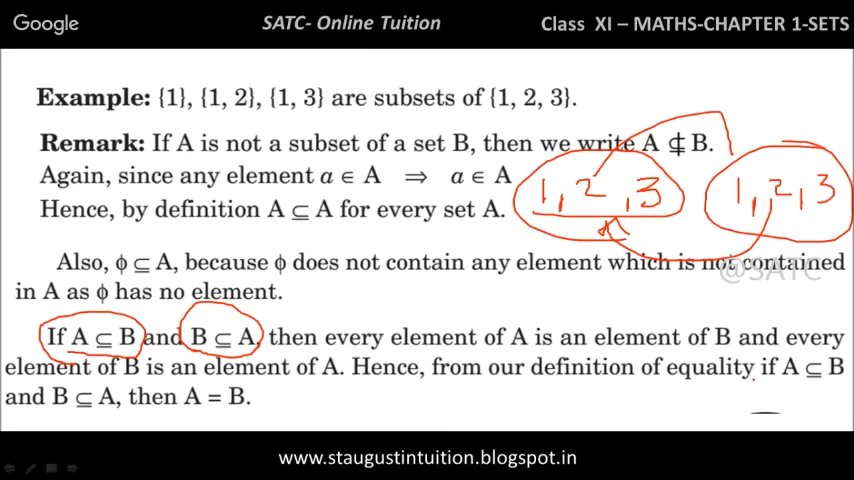 Google
SATC- Online Tuition
Class XI – MATHS-CHAPTER 1-SETS
Example: {1}, {1, 2}, {1, 3} are subsets of {1, 2, 3}.
Remark: If A is not a subset of a set B, then we write A ⊈ B.
Again, since any element a ∈ A ⇒ a ∈ A
Hence, by definition A ⊆ A for every set A.
1, 2, 3
1, 2, 3
Also, ϕ ⊆ A, because ϕ does not contain any element which is not contained
in A as ϕ has no element.
@SATC
If A ⊆ B and B ⊆ A, then every element of A is an element of B and every
element of B is an element of A. Hence, from our definition of equality if A ⊆ B
and B ⊆ A, then A = B.
www.staugustintuition.blogspot.in